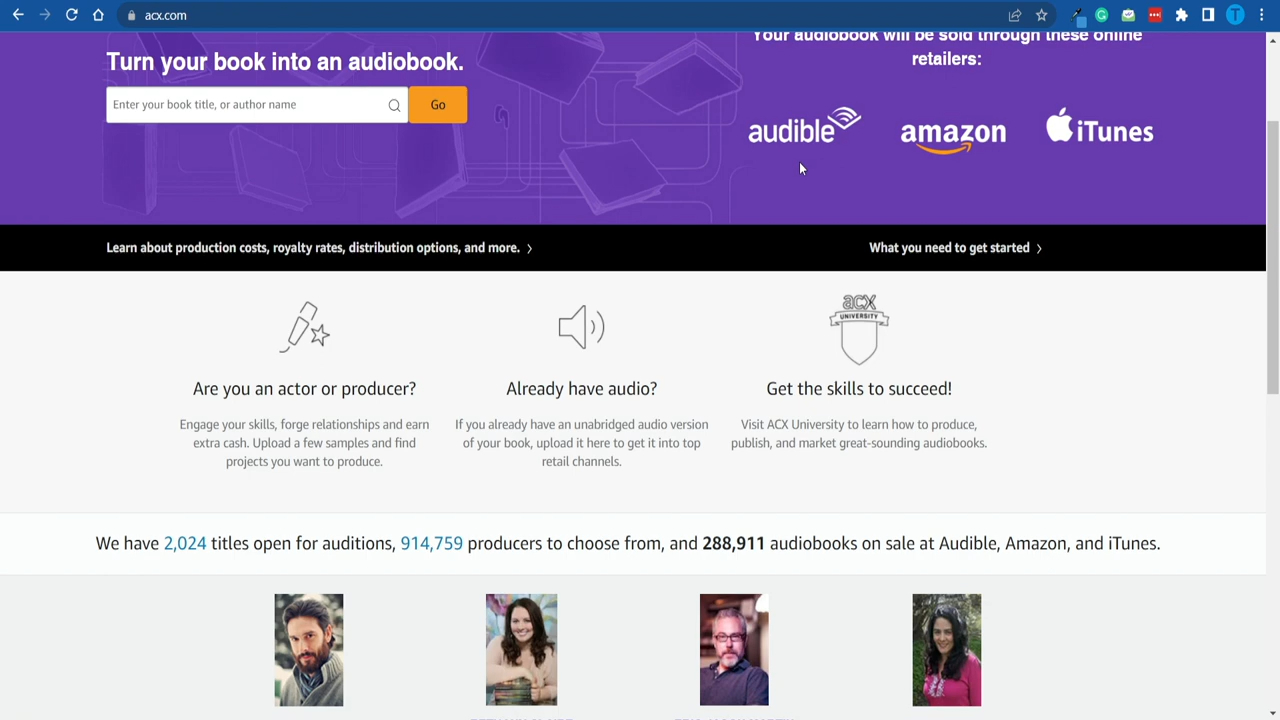 acx.com
T
Your audiobook will be sold through these online
retailers:
Turn your book into an audiobook.
Enter your book title, or author name
Go
audible
amazon
iTunes
Learn about production costs, royalty rates, distribution options, and more. >
What you need to get started >
acx
UNIVERSITY
Are you an actor or producer?
Already have audio?
Get the skills to succeed!
Engage your skills, forge relationships and earn
extra cash. Upload a few samples and find
projects you want to produce.
If you already have an unabridged audio version
of your book, upload it here to get it into top
retail channels.
Visit ACX University to learn how to produce,
publish, and market great-sounding audiobooks.
We have 2,024 titles open for auditions, 914,759 producers to choose from, and 288,911 audiobooks on sale at Audible, Amazon, and iTunes.